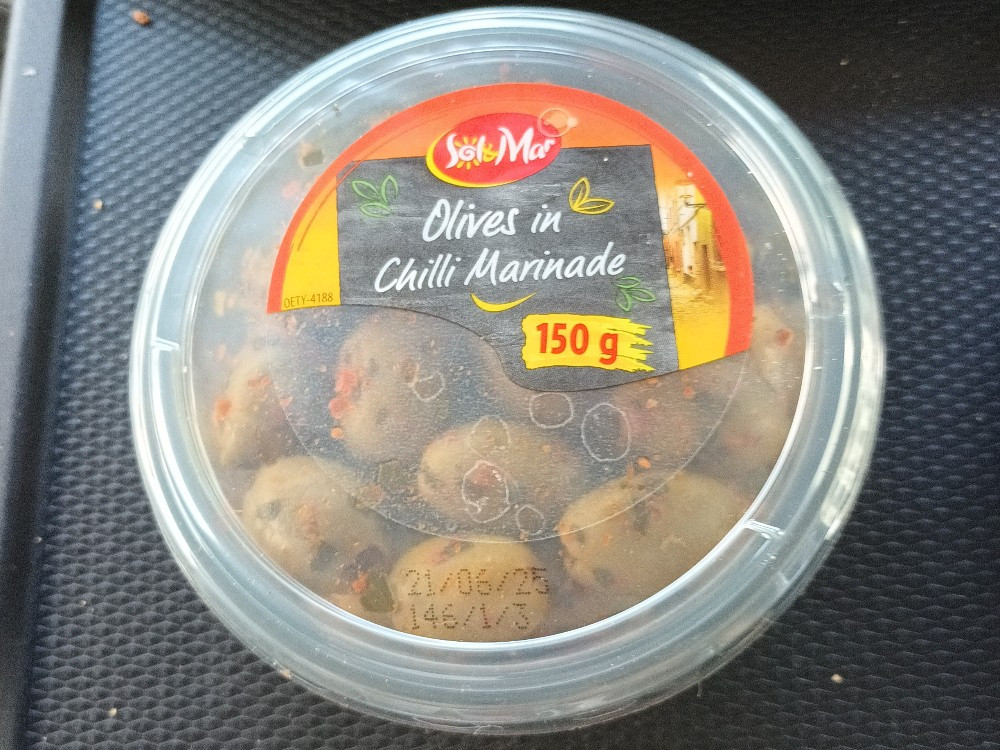 Sol & Mar
Olives in
Chilli Marinade
OETY-4188
150 g
21/06/25
146/1/3